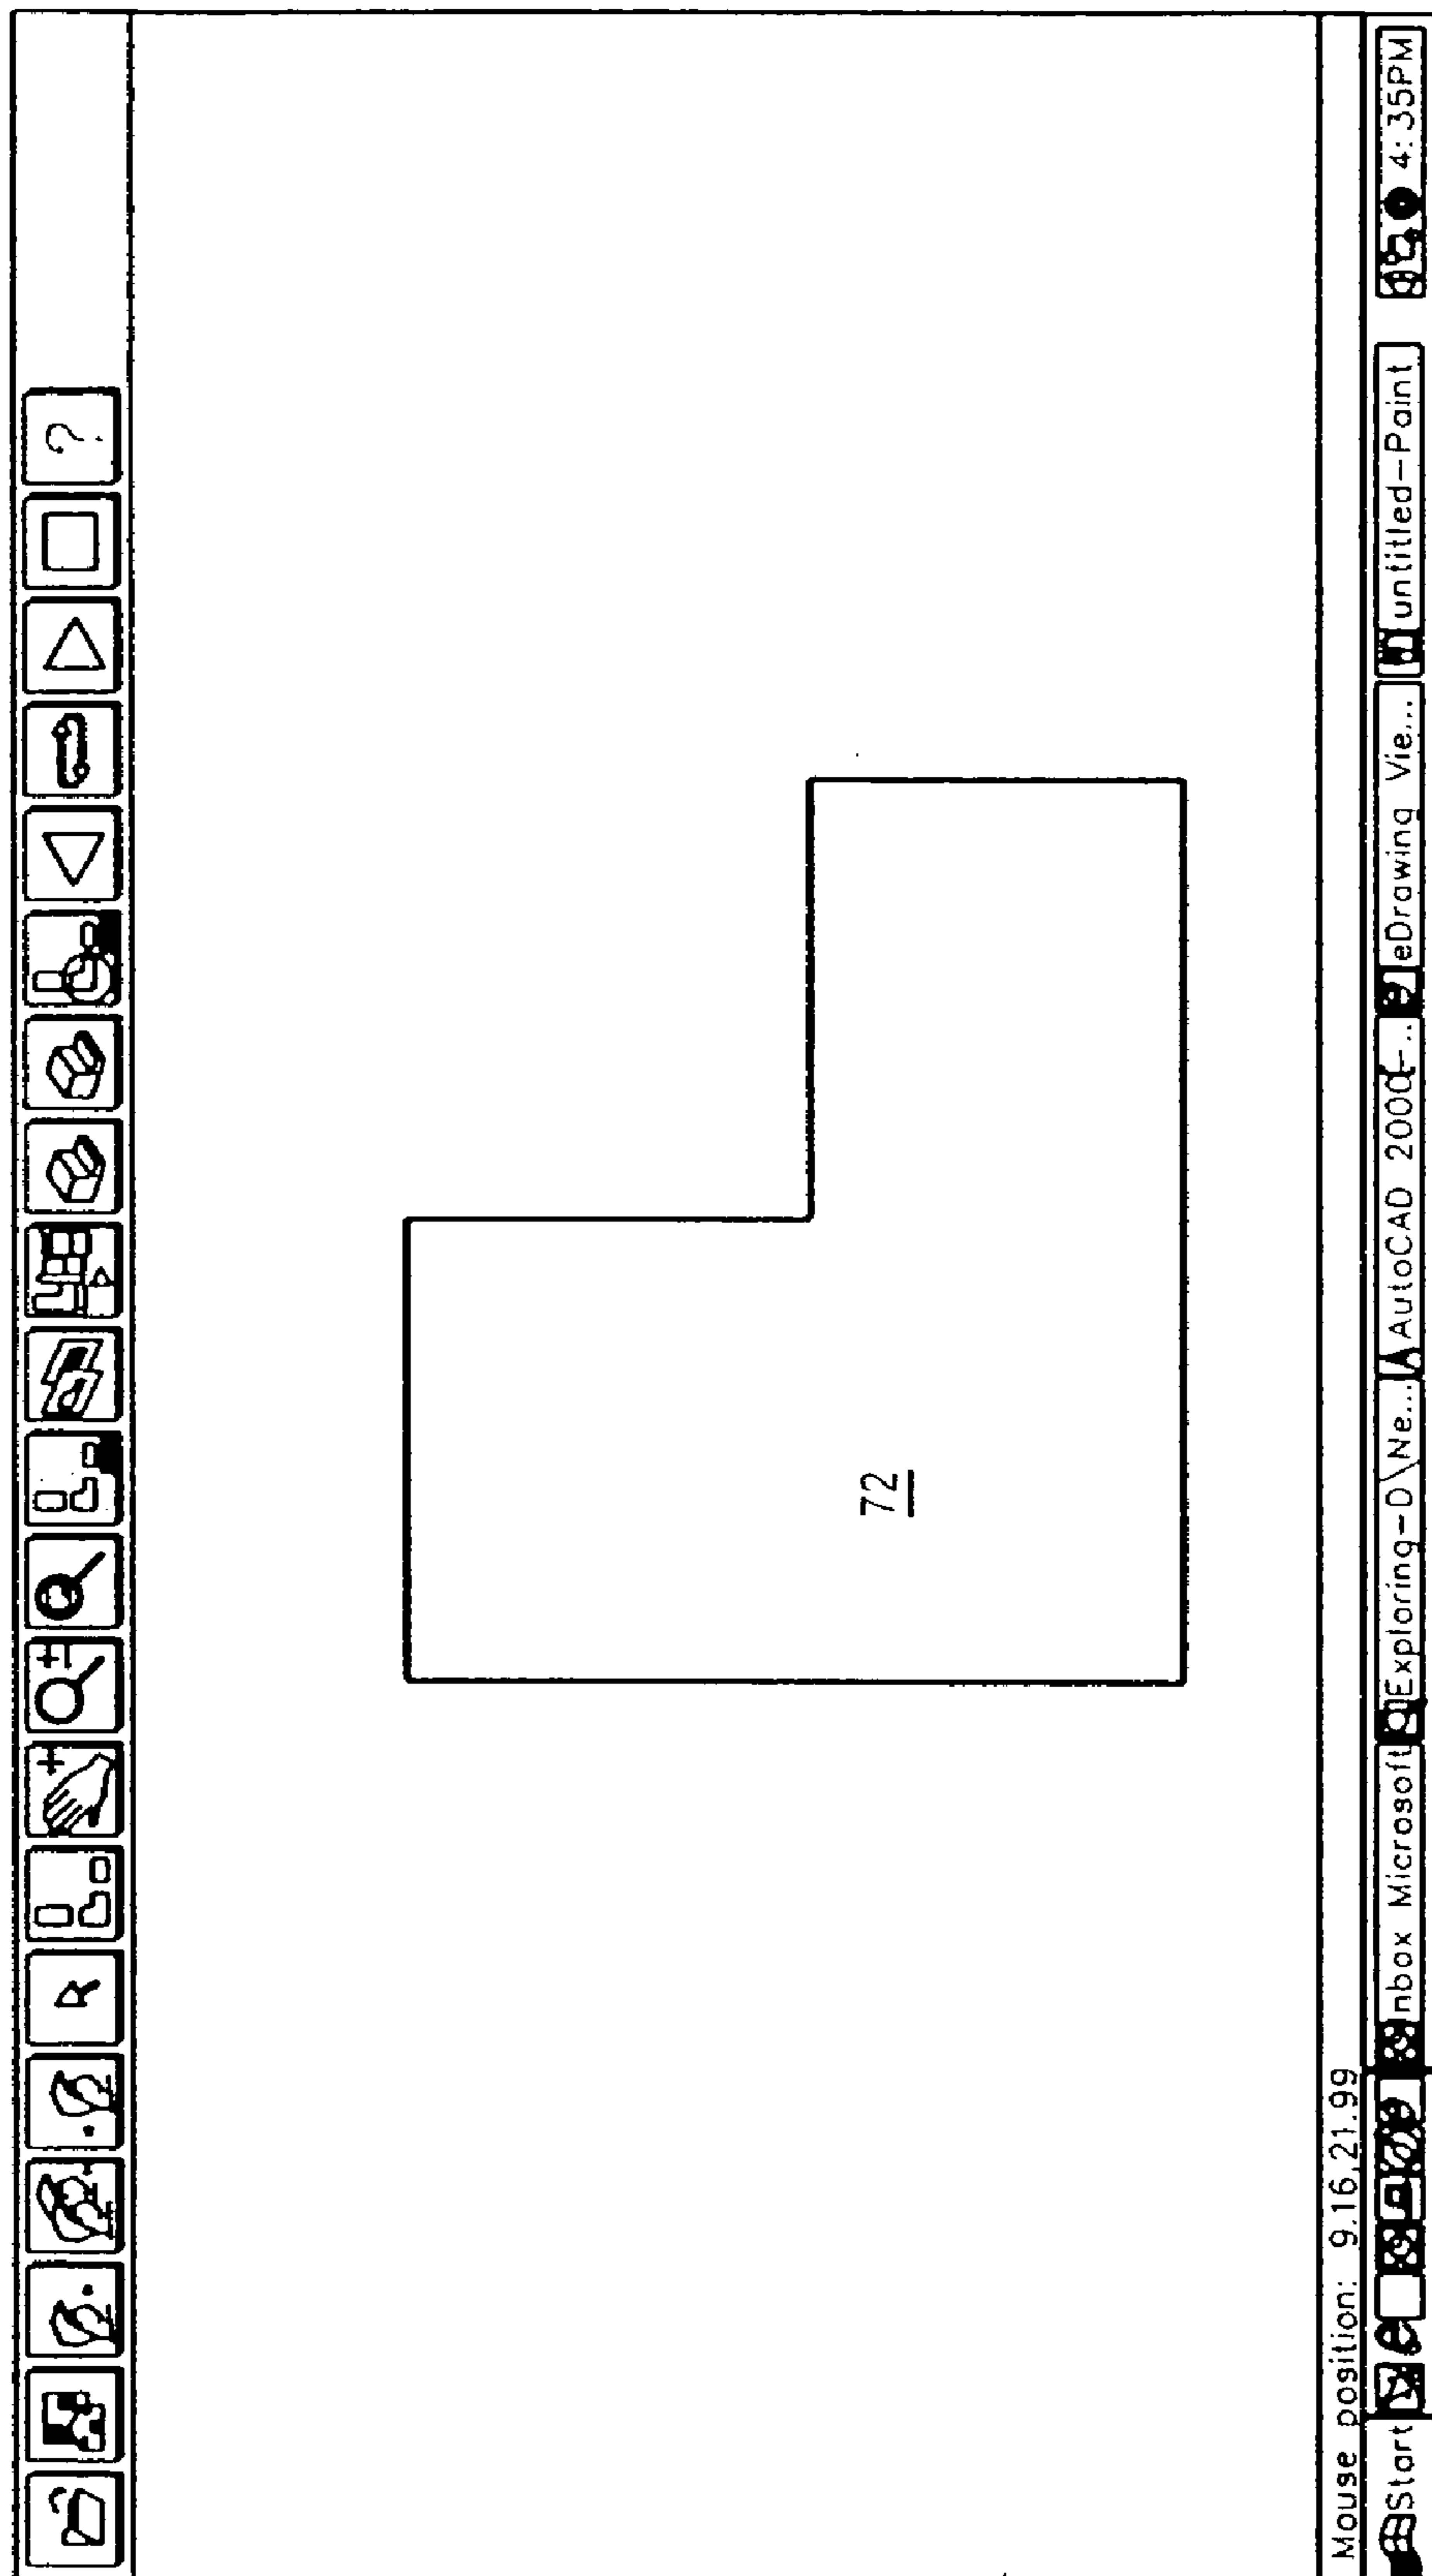 ?
72
Mouse position: 9.16,21.99
Start
nbox Microsoft
Exploring-D\Ne...
AutoCAD 2000-..
eDrawing Vie...
untitled-Paint
4:35PM